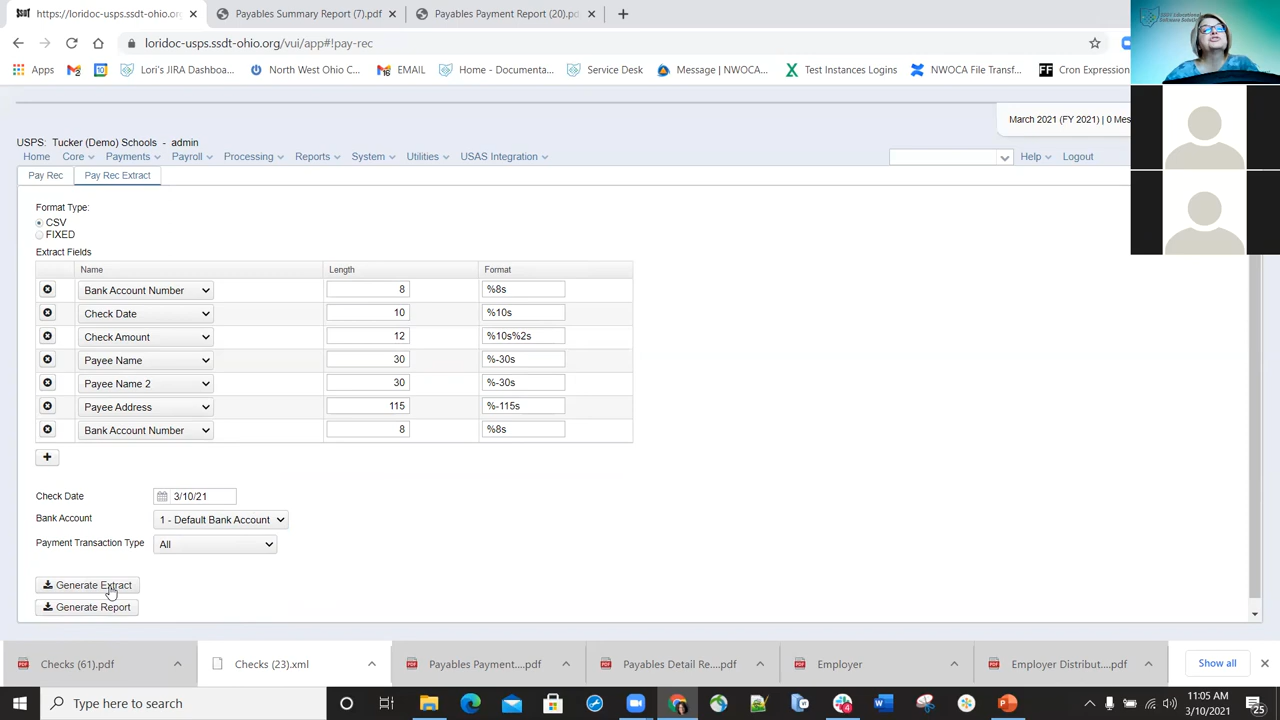 https://loridoc-usps.ssdt-ohio.org
Payables Summary Report (7).pdf
Payables Payment Report (20).pdf
loridoc-usps.ssdt-ohio.org/vui/app#!pay-rec
Apps
Lori's JIRA Dashboa...
North West Ohio C...
EMAIL
Home - Documenta...
Service Desk
Message | NWOCA...
Test Instances Logins
NWOCA File Transf...
Cron Expression
March 2021 (FY 2021) | 0 Mes
USPS: Tucker (Demo) Schools - admin
Home Core Payments Payroll Processing Reports System Utilities USAS Integration Help Logout
Pay Rec Pay Rec Extract
Format Type:
CSV
FIXED
Extract Fields
Name Length Format
Bank Account Number 8 %8s
Check Date 10 %10s
Check Amount 12 %10s%2s
Payee Name 30 %-30s
Payee Name 2 30 %-30s
Payee Address 115 %-115s
Bank Account Number 8 %8s
Check Date 3/10/21
Bank Account 1 - Default Bank Account
Payment Transaction Type All
Generate Extract
Generate Report
Checks (61).pdf
Checks (23).xml
Payables Payment....pdf
Payables Detail Re....pdf
Employer
Employer Distribut....pdf
Show all
Type here to search
11:05 AM
3/10/2021
25